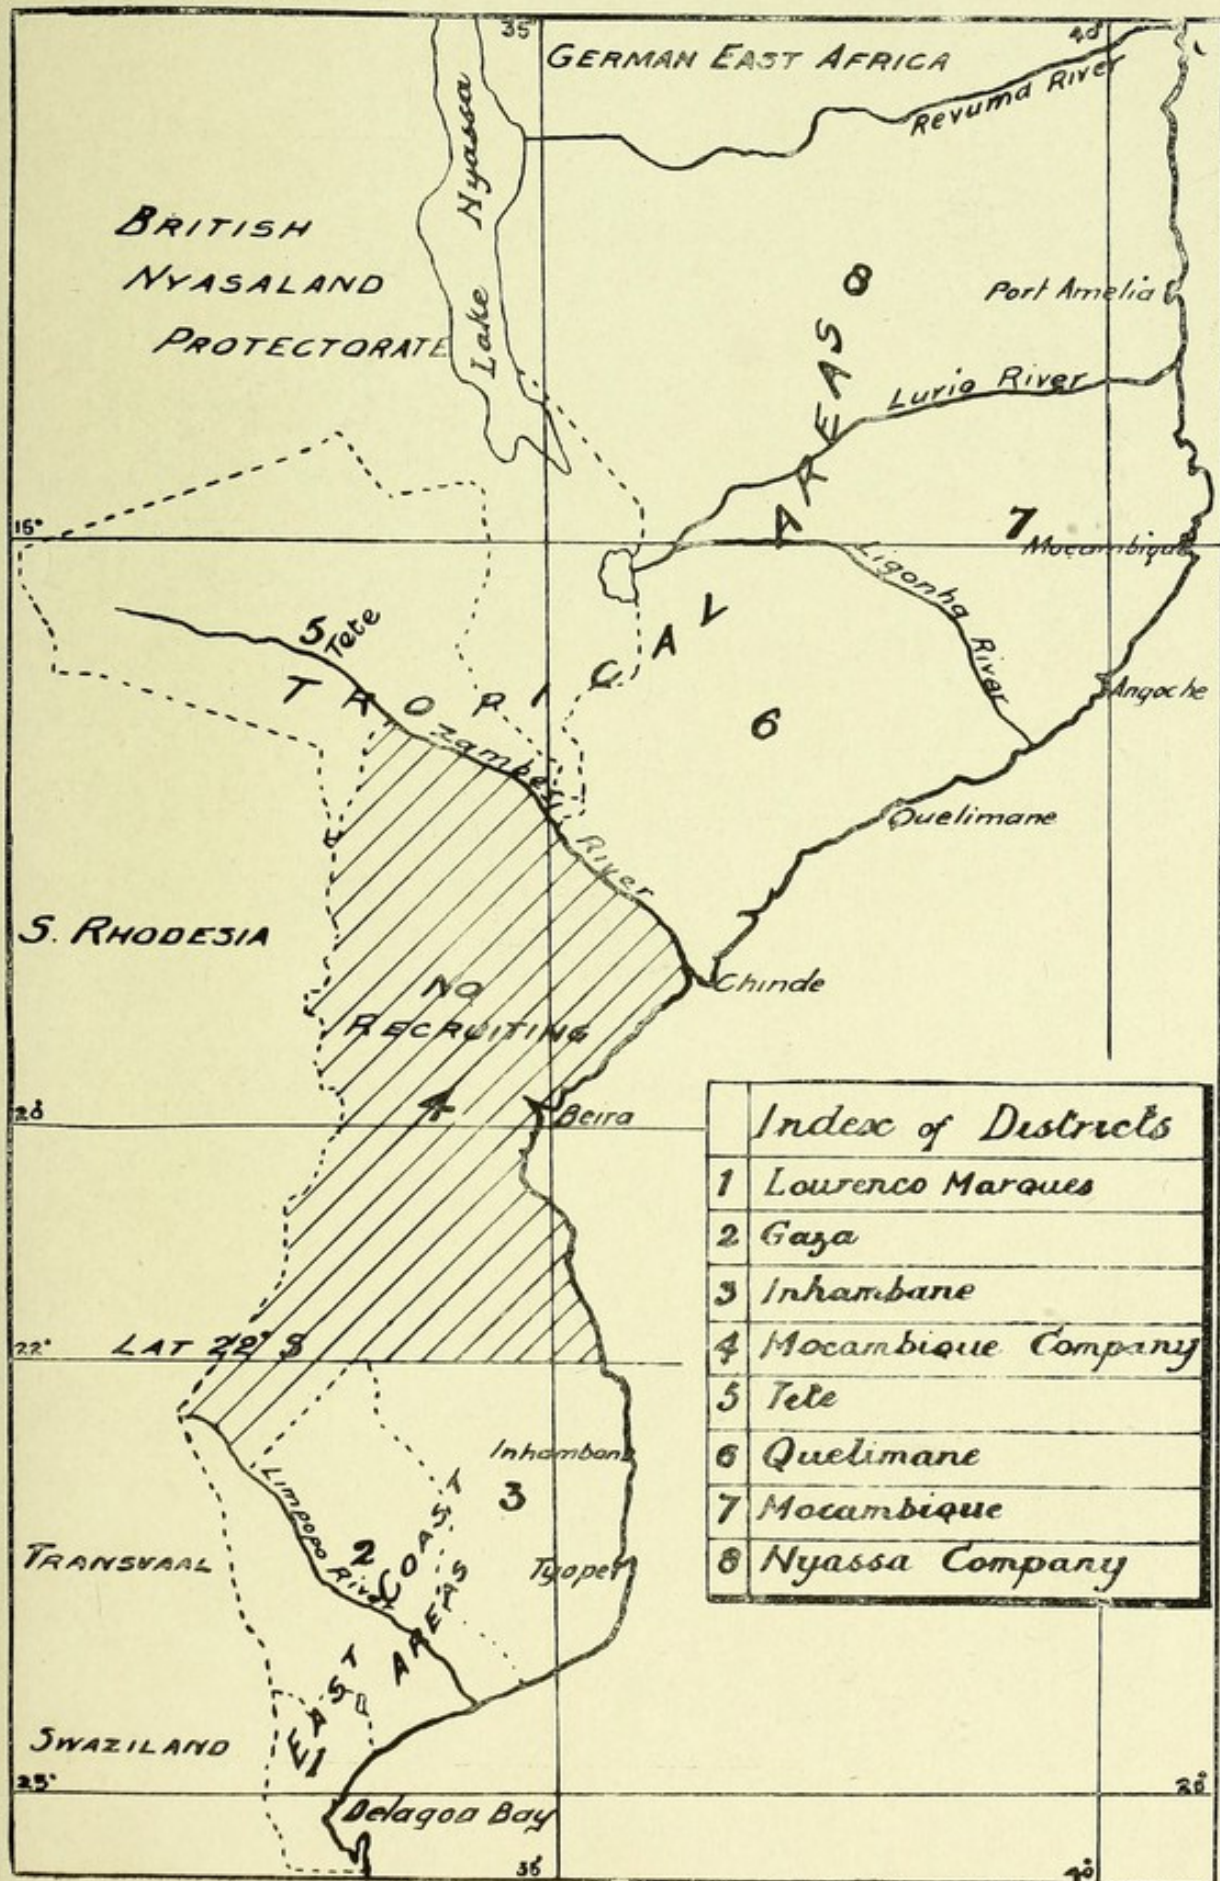 35°
40°
GERMAN EAST AFRICA
Revuma River
Lake Nyassa
BRITISH
NYASALAND
PROTECTORATE
8
Port Amelia
Lurio River
15°
7
Mocambique
Ligonha River
5
Tete
TROPICAL AREAS
6
Angoche
Zambesi River
Quelimane
S. RHODESIA
Chinde
NO
RECRUITING
4
20°
Beira
Index of Districts
1 Lourenco Marques
2 Gaza
3 Inhambane
4 Mocambique Company
5 Tete
6 Quelimane
7 Mocambique
8 Nyassa Company
22°
LAT 22° S
Inhamban
3
Limpopo River
2
TRANSVAAL
EAST COAST
AREAS
SWAZILAND
1
25°
Delagoa Bay
35°
40°